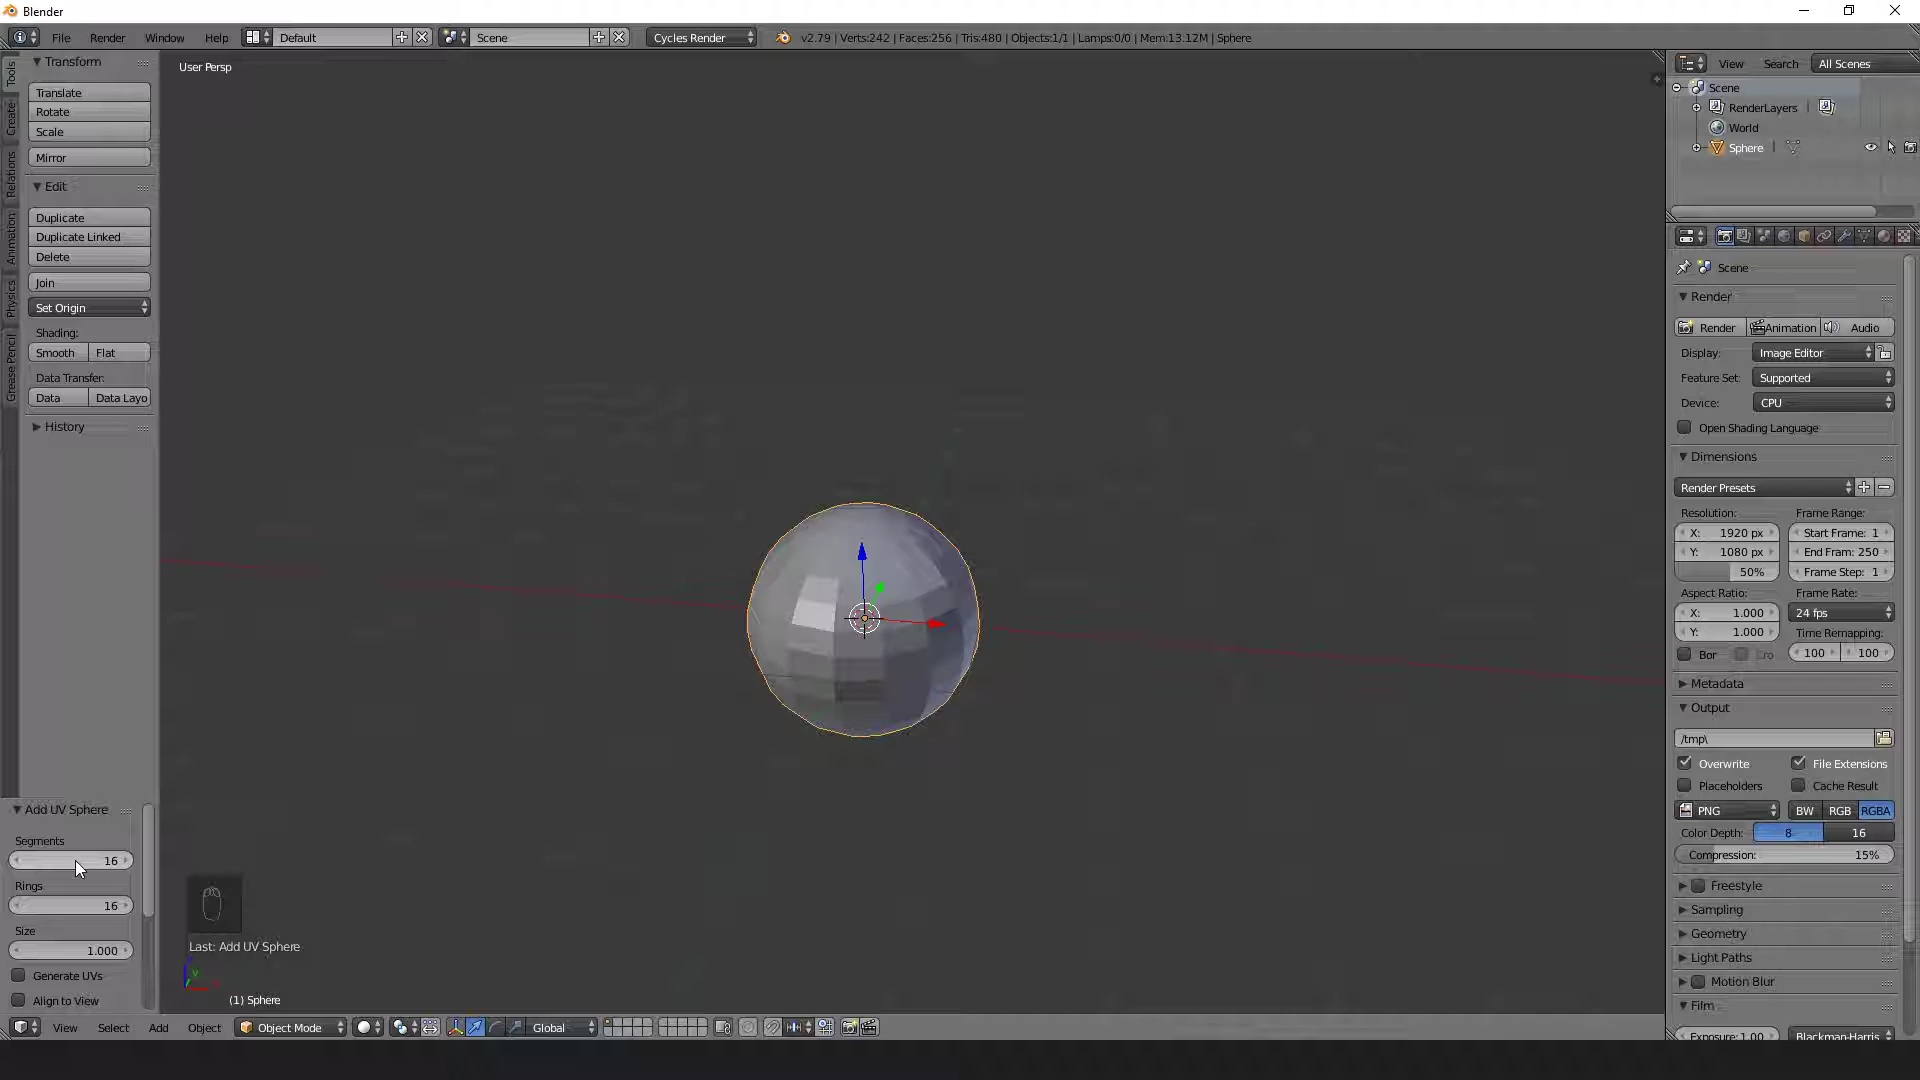 Blender
File Render Window Help Default Scene Cycles Render v2.79 | Verts:242 | Faces:256 | Tris:480 | Objects:1/1 | Lamps:0/0 | Mem:13.12M | Sphere
Tools
Create
Relations
Animation
Physics
Grease Pencil
Transform
Translate
Rotate
Scale
Mirror
Edit
Duplicate
Duplicate Linked
Delete
Join
Set Origin
Shading:
Smooth Flat
Data Transfer:
Data Data Layo
History
Add UV Sphere
Segments
16
Rings
16
Size
1.000
Generate UVs
Align to View
User Persp
Last: Add UV Sphere
(1) Sphere
View Select Add Object Object Mode Global
View Search All Scenes
Scene
RenderLayers
World
Sphere
Scene
Render
Render Animation Audio
Display: Image Editor
Feature Set: Supported
Device: CPU
Open Shading Language
Dimensions
Render Presets
Resolution: Frame Range:
X: 1920 px Start Frame: 1
Y: 1080 px End Fram: 250
50% Frame Step: 1
Aspect Ratio: Frame Rate:
X: 1.000 24 fps
Y: 1.000 Time Remapping:
Bor 100 100
Metadata
Output
/tmp\
Overwrite File Extensions
Placeholders Cache Result
PNG BW RGB RGBA
Color Depth: 8 16
Compression: 15%
Freestyle
Sampling
Geometry
Light Paths
Motion Blur
Film
Exposure: 1.00 Blackman-Harris